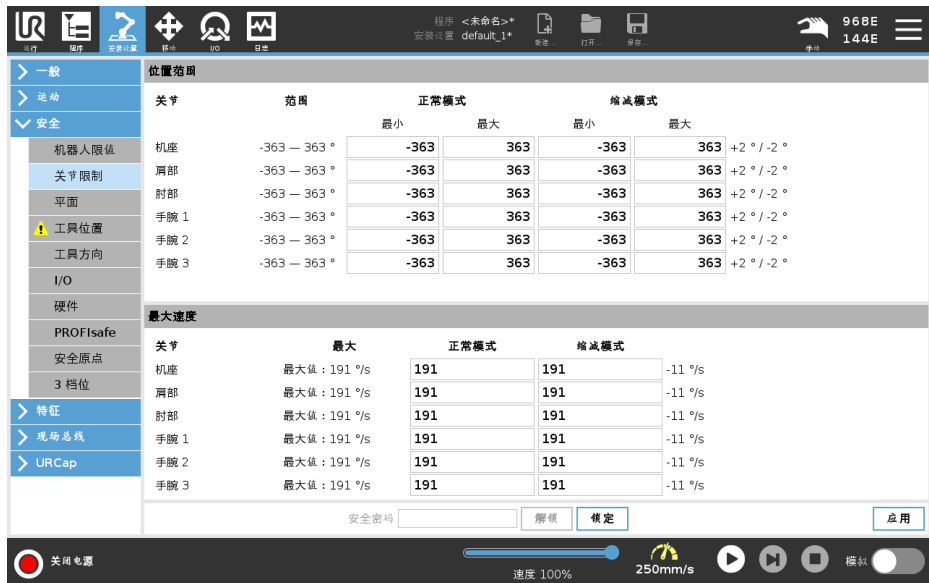 程序 <未命名>*
安装设置 default_1*
968E
144E
运行 程序 安装设置 移动 I/O 日志 新建... 打开... 保存... 手动
一般
运动
安全
机器人限值
关节限制
平面
工具位置
工具方向
I/O
硬件
PROFIsafe
安全原点
3 档位
特征
现场总线
URCap
位置范围
关节 范围 正常模式 缩减模式
最小 最大 最小 最大
机座 -363 — 363 ° -363 363 -363 363 +2 ° / -2 °
肩部 -363 — 363 ° -363 363 -363 363 +2 ° / -2 °
肘部 -363 — 363 ° -363 363 -363 363 +2 ° / -2 °
手腕 1 -363 — 363 ° -363 363 -363 363 +2 ° / -2 °
手腕 2 -363 — 363 ° -363 363 -363 363 +2 ° / -2 °
手腕 3 -363 — 363 ° -363 363 -363 363 +2 ° / -2 °
最大速度
关节 最大 正常模式 缩减模式
机座 最大值：191 °/s 191 191 -11 °/s
肩部 最大值：191 °/s 191 191 -11 °/s
肘部 最大值：191 °/s 191 191 -11 °/s
手腕 1 最大值：191 °/s 191 191 -11 °/s
手腕 2 最大值：191 °/s 191 191 -11 °/s
手腕 3 最大值：191 °/s 191 191 -11 °/s
安全密码 解锁 锁定 应用
关闭电源 速度 100% 250mm/s 模拟